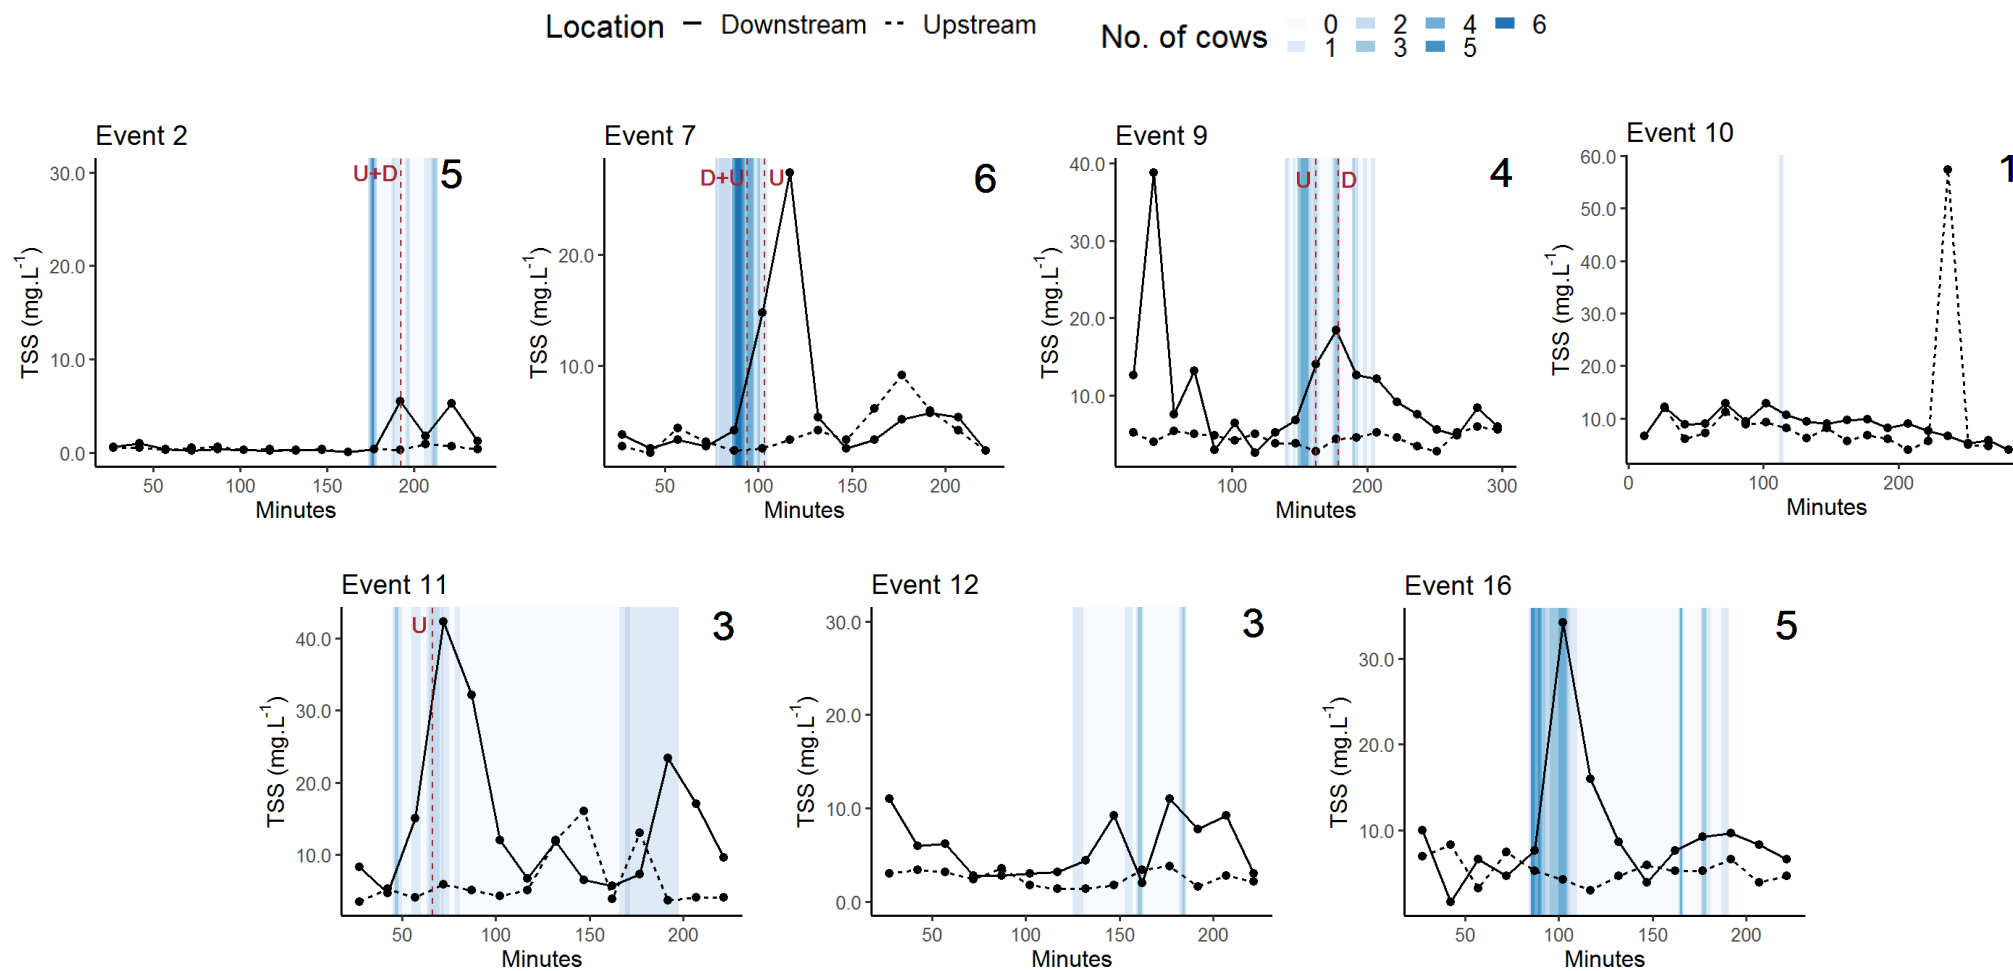 Location Downstream Upstream No. of cows 0 2 4 6
1 3 5
Event 2
30.0
20.0
10.0
0.0
TSS (mg.L-1)
U+D
5
50 100 150 200
Minutes
Event 7
20.0
10.0
TSS (mg.L-1)
D+U U
6
50 100 150 200
Minutes
Event 9
40.0
30.0
20.0
10.0
TSS (mg.L-1)
U D
4
100 200 300
Minutes
Event 10
60.0
50.0
40.0
30.0
20.0
10.0
TSS (mg.L-1)
1
0 100 200
Minutes
Event 11
40.0
30.0
20.0
10.0
TSS (mg.L-1)
U
3
50 100 150 200
Minutes
Event 12
30.0
20.0
10.0
0.0
TSS (mg.L-1)
3
50 100 150 200
Minutes
Event 16
30.0
20.0
10.0
TSS (mg.L-1)
5
50 100 150 200
Minutes